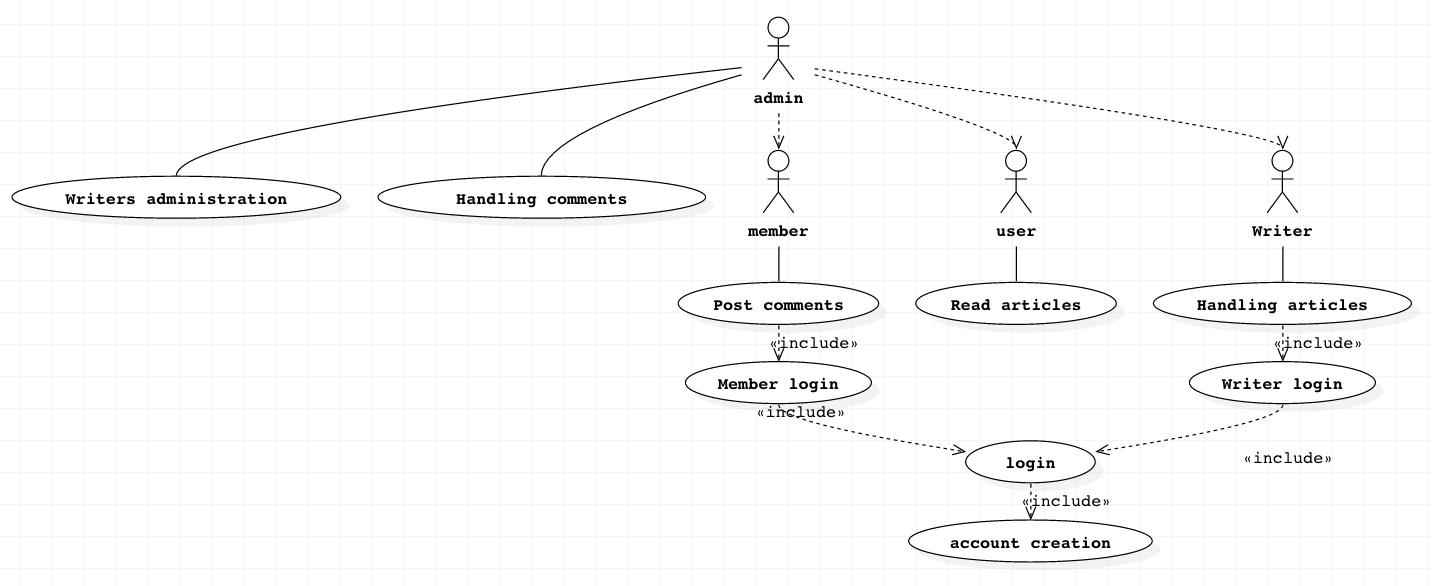 admin
Writers administration
Handling comments
member
user
Writer
Post comments
Read articles
Handling articles
«include»
«include»
Member login
Writer login
«include»
login
«include»
«include»
account creation